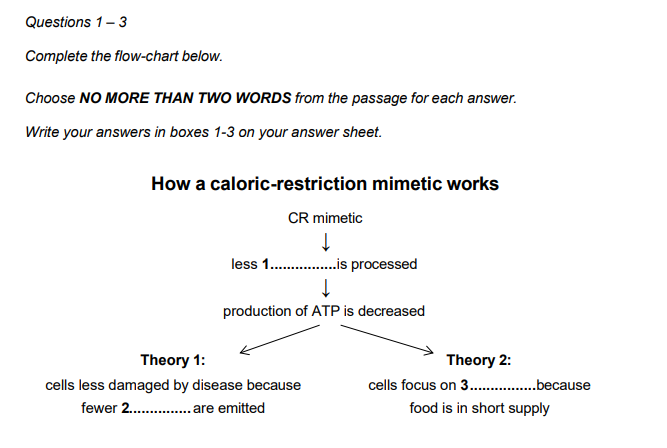 Questions 1 – 3
Complete the flow-chart below.
Choose NO MORE THAN TWO WORDS from the passage for each answer.
Write your answers in boxes 1-3 on your answer sheet.
How a caloric-restriction mimetic works
CR mimetic
↓
less 1................is processed
↓
production of ATP is decreased
Theory 1:
cells less damaged by disease because
fewer 2............... are emitted
Theory 2:
cells focus on 3................because
food is in short supply